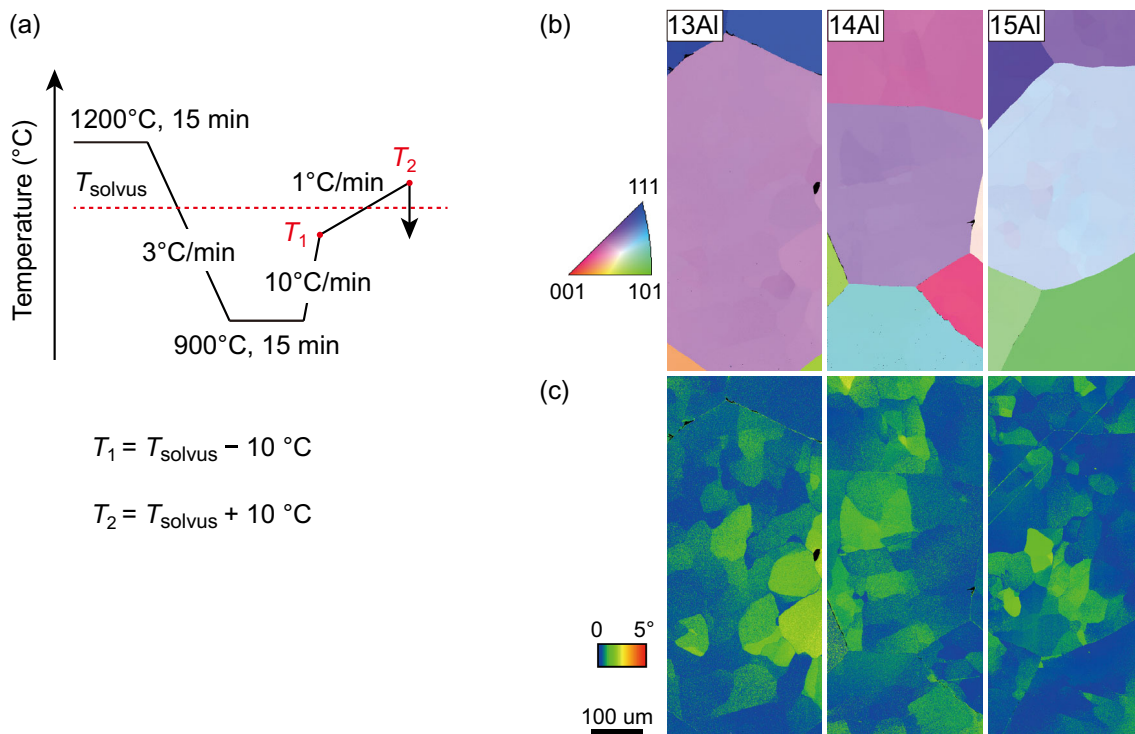 (a)
Temperature (°C)
1200°C, 15 min
T2
1°C/min
Tsolvus
T1
3°C/min
10°C/min
900°C, 15 min
T1 = Tsolvus − 10 °C
T2 = Tsolvus + 10 °C
(b)
13Al
14Al
15Al
111
001
101
(c)
0
5°
100 um